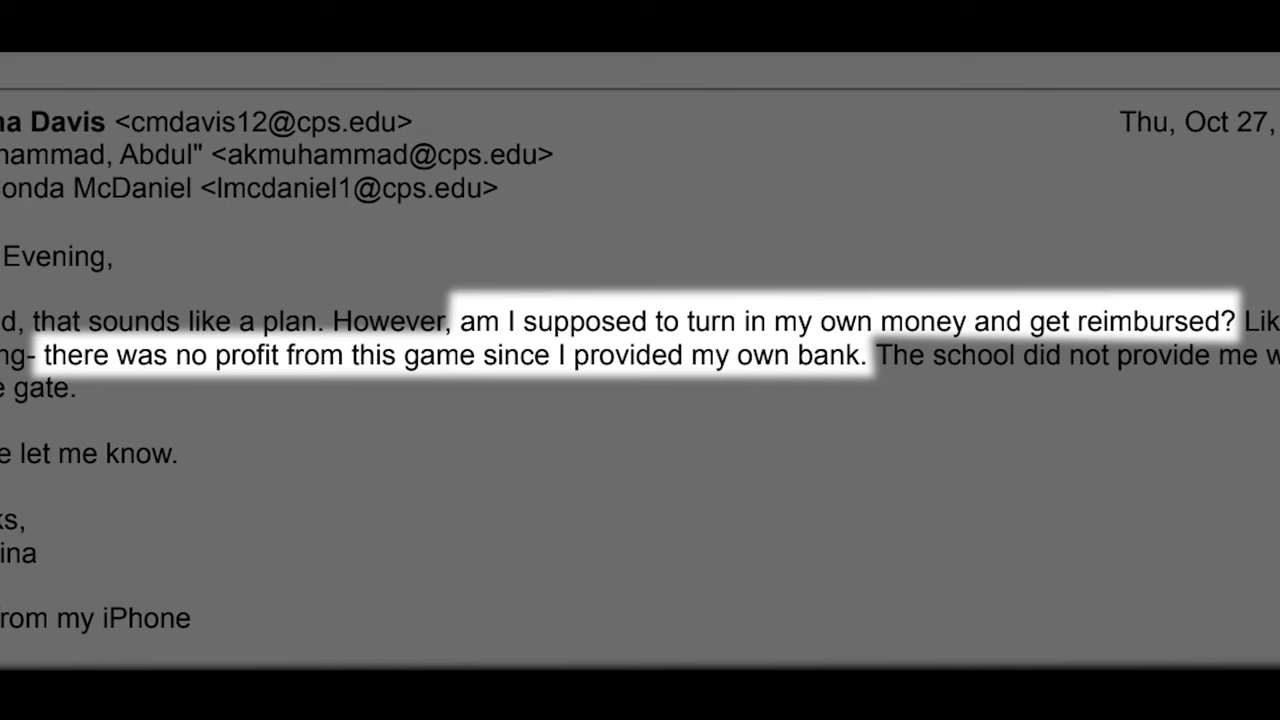 na Davis <cmdavis12@cps.edu> Thu, Oct 27,
hammad, Abdul" <akmuhammad@cps.edu>
onda McDaniel <lmcdaniel1@cps.edu>
Evening,
d, that sounds like a plan. However, am I supposed to turn in my own money and get reimbursed? Lik
ng- there was no profit from this game since I provided my own bank. The school did not provide me w
e gate.
e let me know.
ks,
ina
from my iPhone